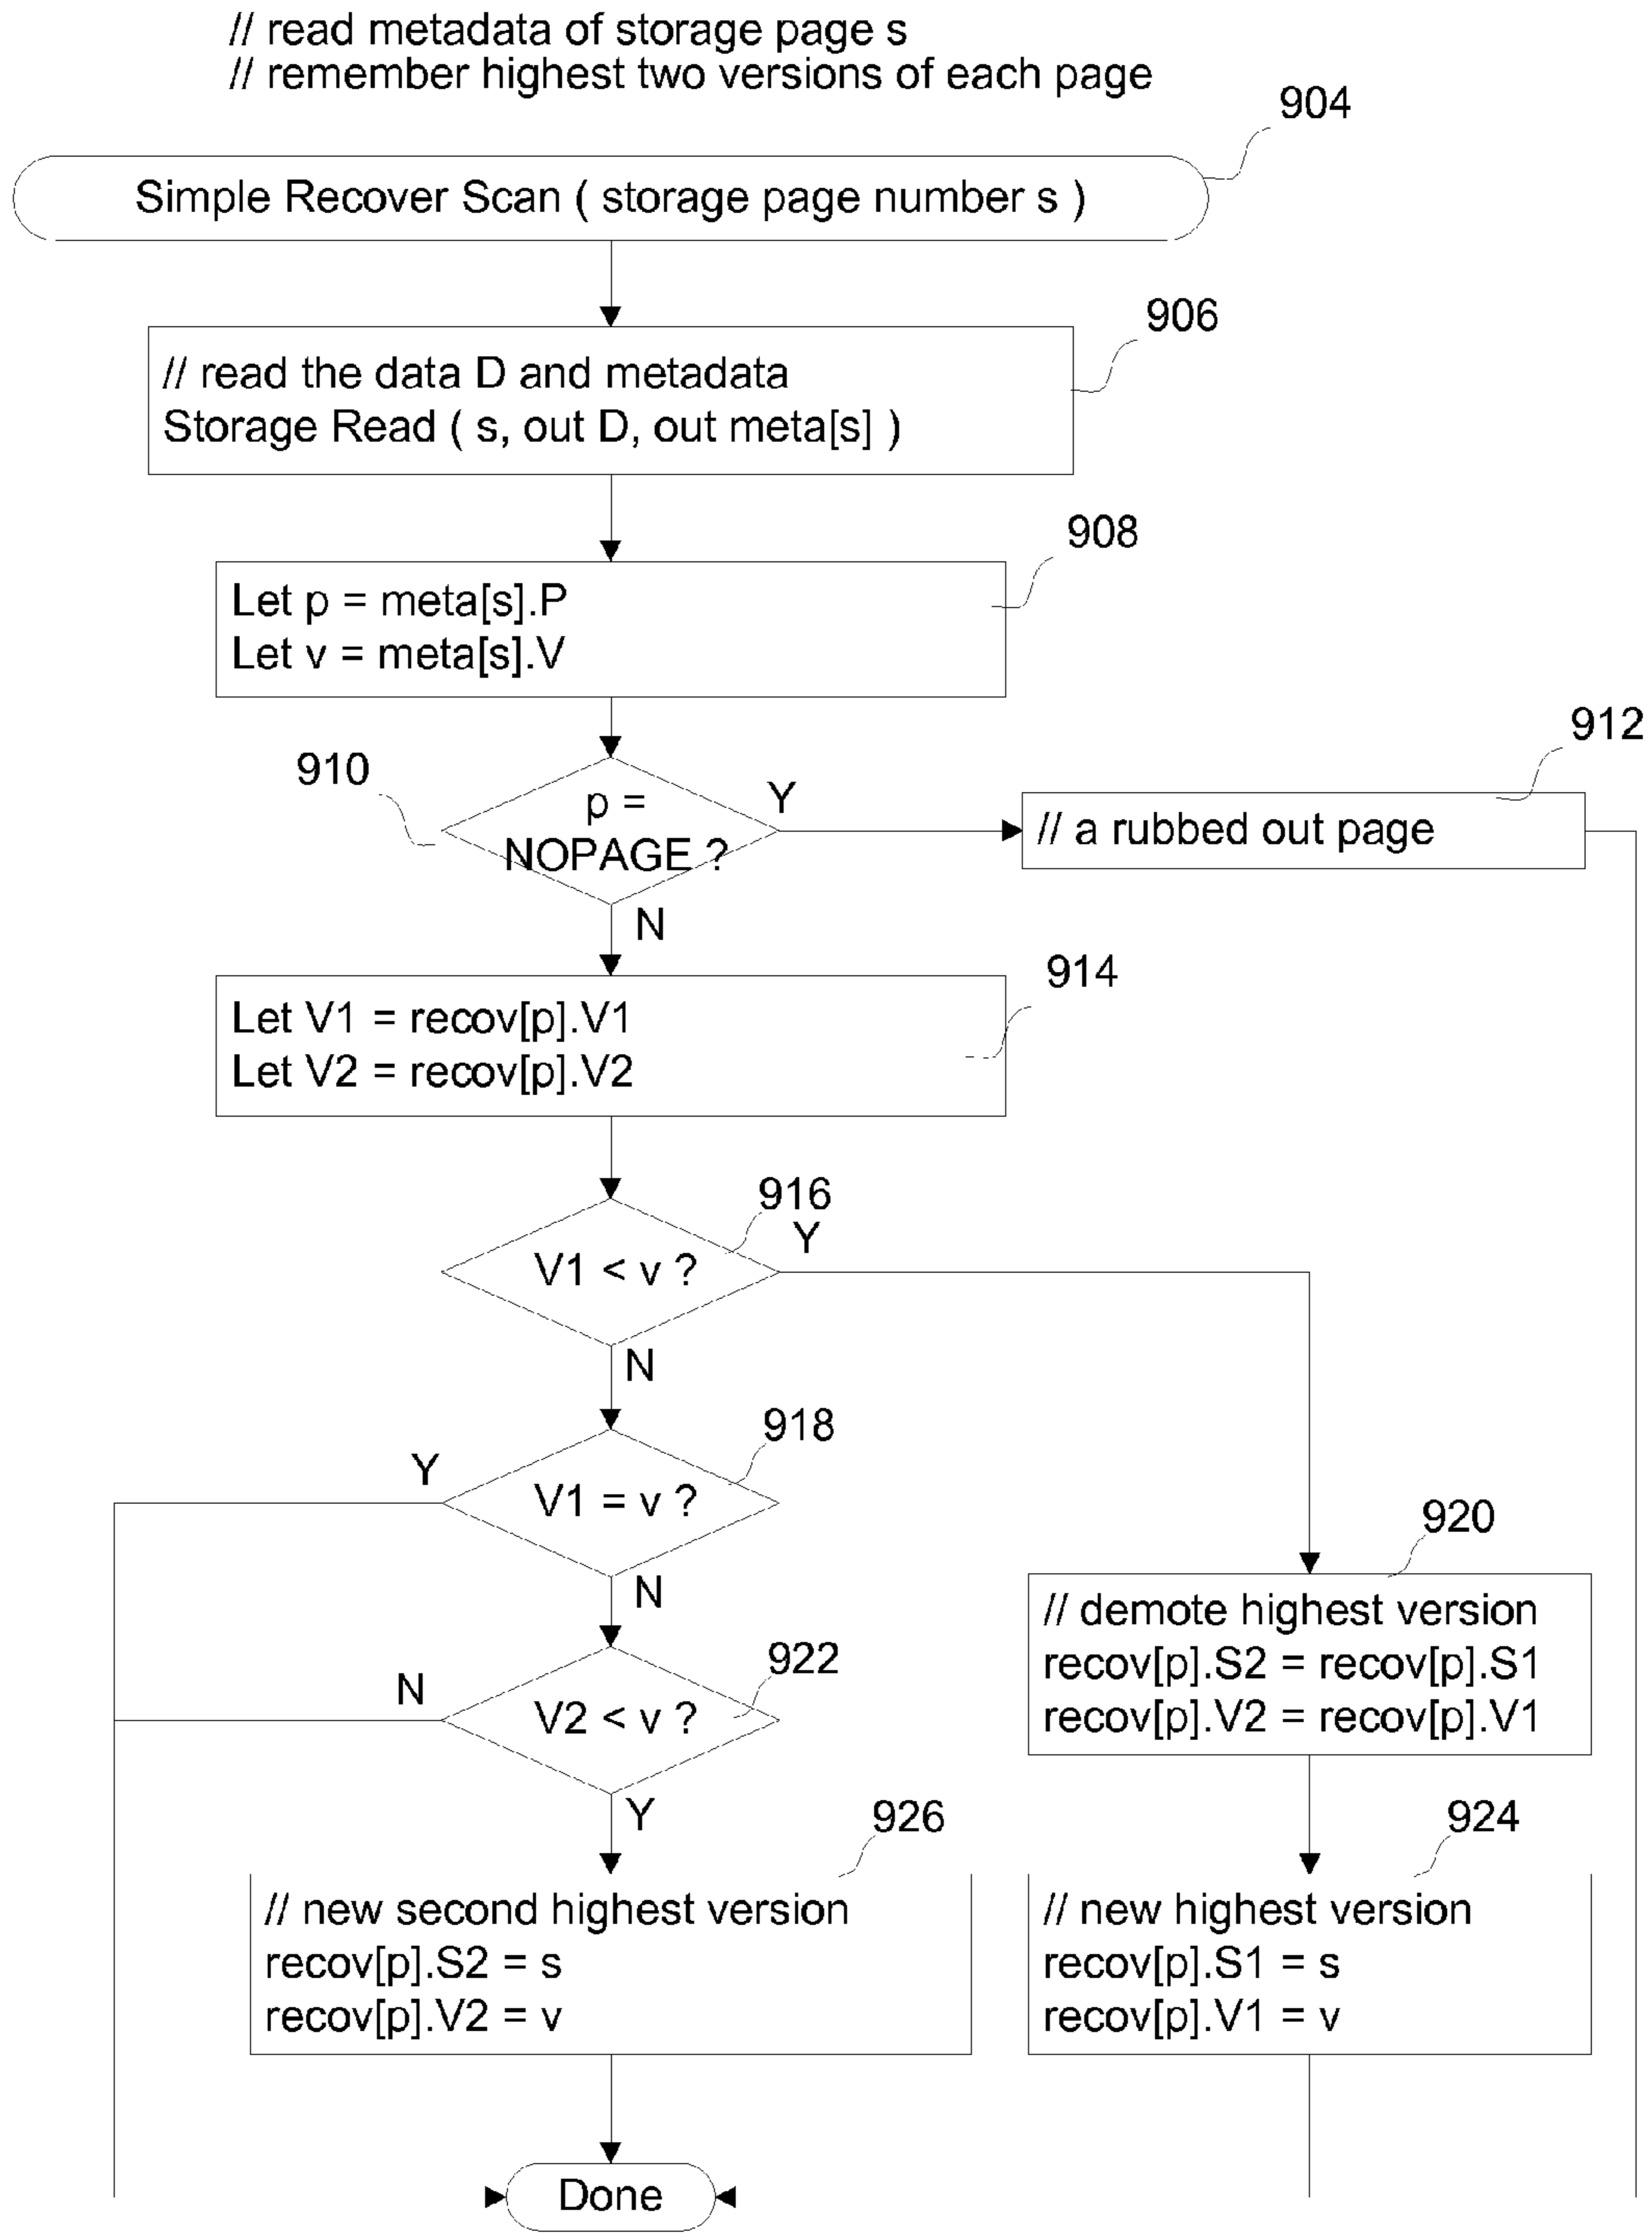 // read metadata of storage page s
// remember highest two versions of each page
904
Simple Recover Scan ( storage page number s )
906
// read the data D and metadata
Storage Read ( s, out D, out meta[s] )
908
Let p = meta[s].P
Let v = meta[s].V
912
910
p =
NOPAGE ?
Y
// a rubbed out page
N
914
Let V1 = recov[p].V1
Let V2 = recov[p].V2
916
Y
V1 < v ?
N
918
Y
V1 = v ?
N
920
// demote highest version
recov[p].S2 = recov[p].S1
recov[p].V2 = recov[p].V1
922
N
V2 < v ?
Y
926
// new second highest version
recov[p].S2 = s
recov[p].V2 = v
924
// new highest version
recov[p].S1 = s
recov[p].V1 = v
Done